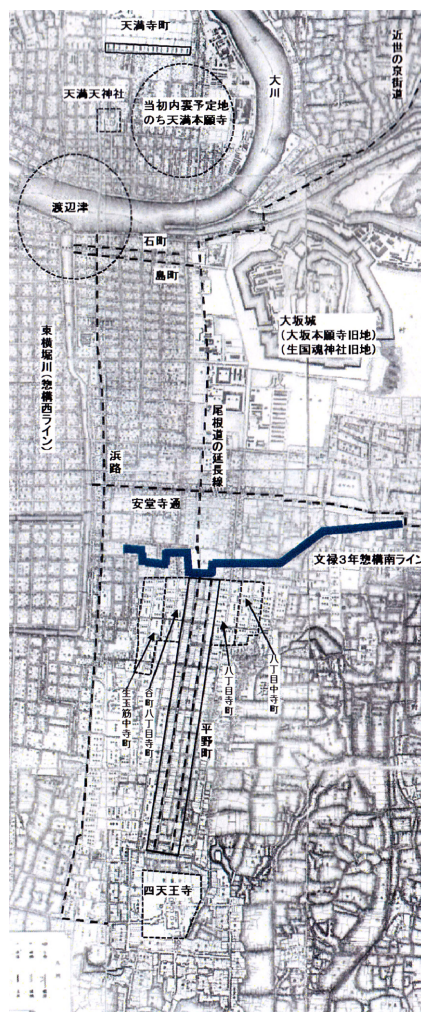 天満寺町
大川
近世の京街道
天満天神社
当初内裏予定地
のち天満本願寺
渡辺津
石町
島町
大坂城
(大坂本願寺旧地)
(生国魂神社旧地)
東横堀川(惣構西ライン)
浜路
尾根道の延長線
安堂寺通
文禄3年惣構南ライン
生玉筋中寺町
谷町八丁目寺町
八丁目寺町
八丁目中寺町
平野町
四天王寺